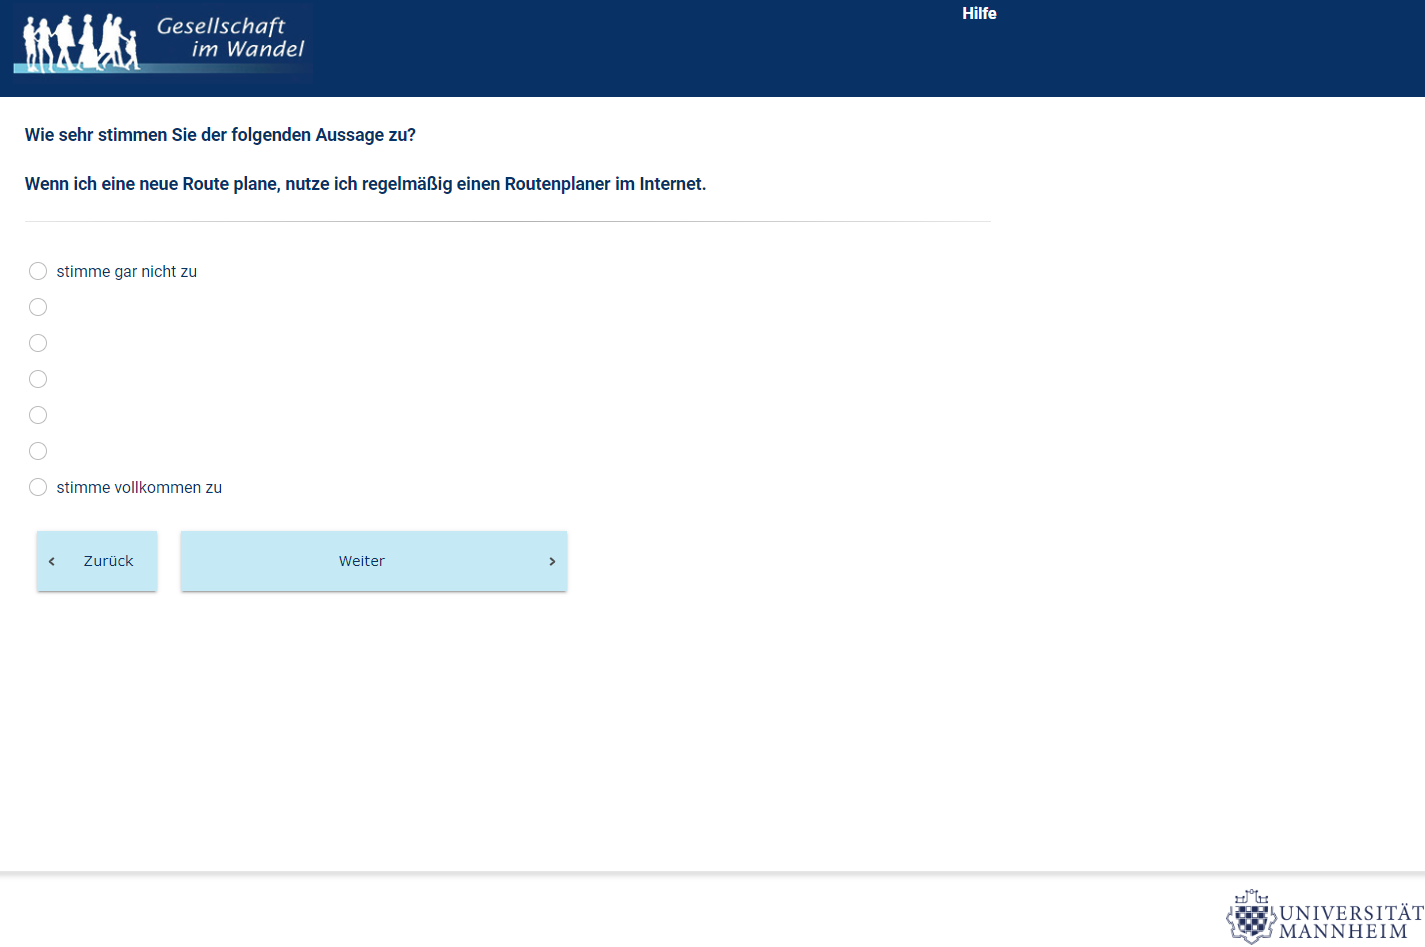 Gesellschaft
im Wandel
Hilfe
Wie sehr stimmen Sie der folgenden Aussage zu?
Wenn ich eine neue Route plane, nutze ich regelmäßig einen Routenplaner im Internet.
stimme gar nicht zu
stimme vollkommen zu
Zurück
Weiter
UNIVERSITÄT
MANNHEIM